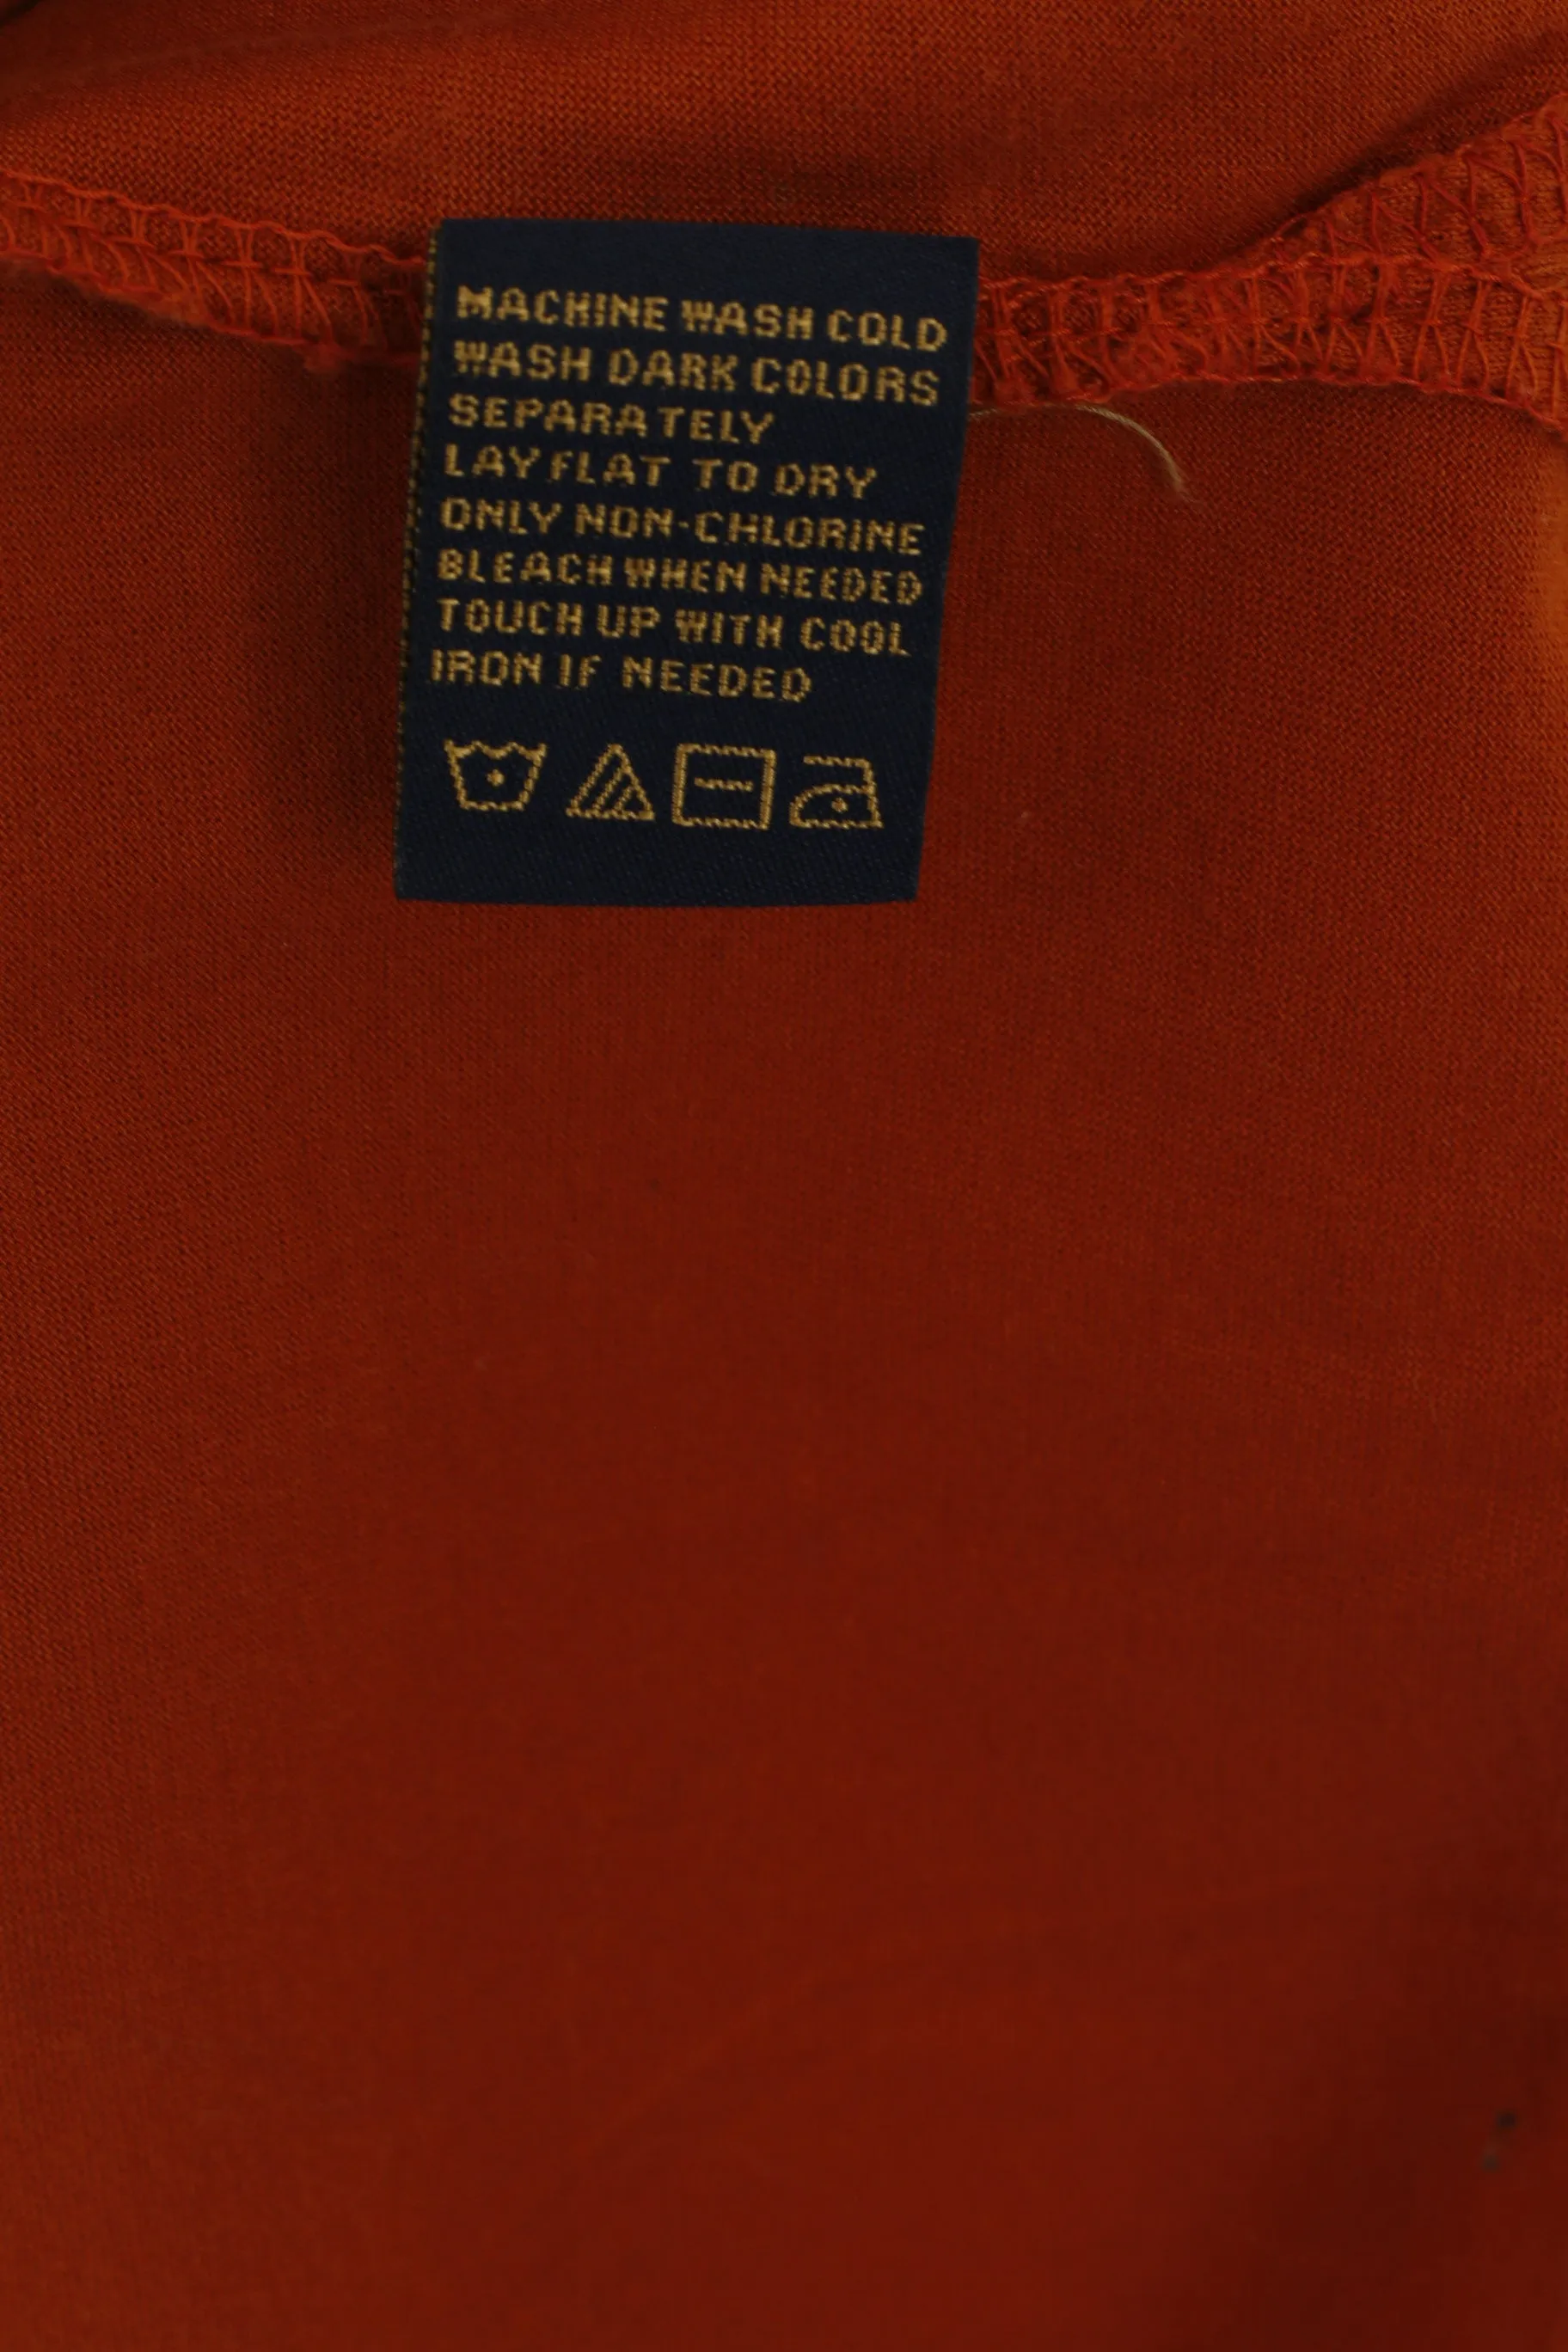 MACHINE WASH COLD
WASH DARK COLORS
SEPARATELY
LAY FLAT TO DRY
ONLY NON-CHLORINE
BLEACH WHEN NEEDED
TOUCH UP WITH COOL
IRON IF NEEDED